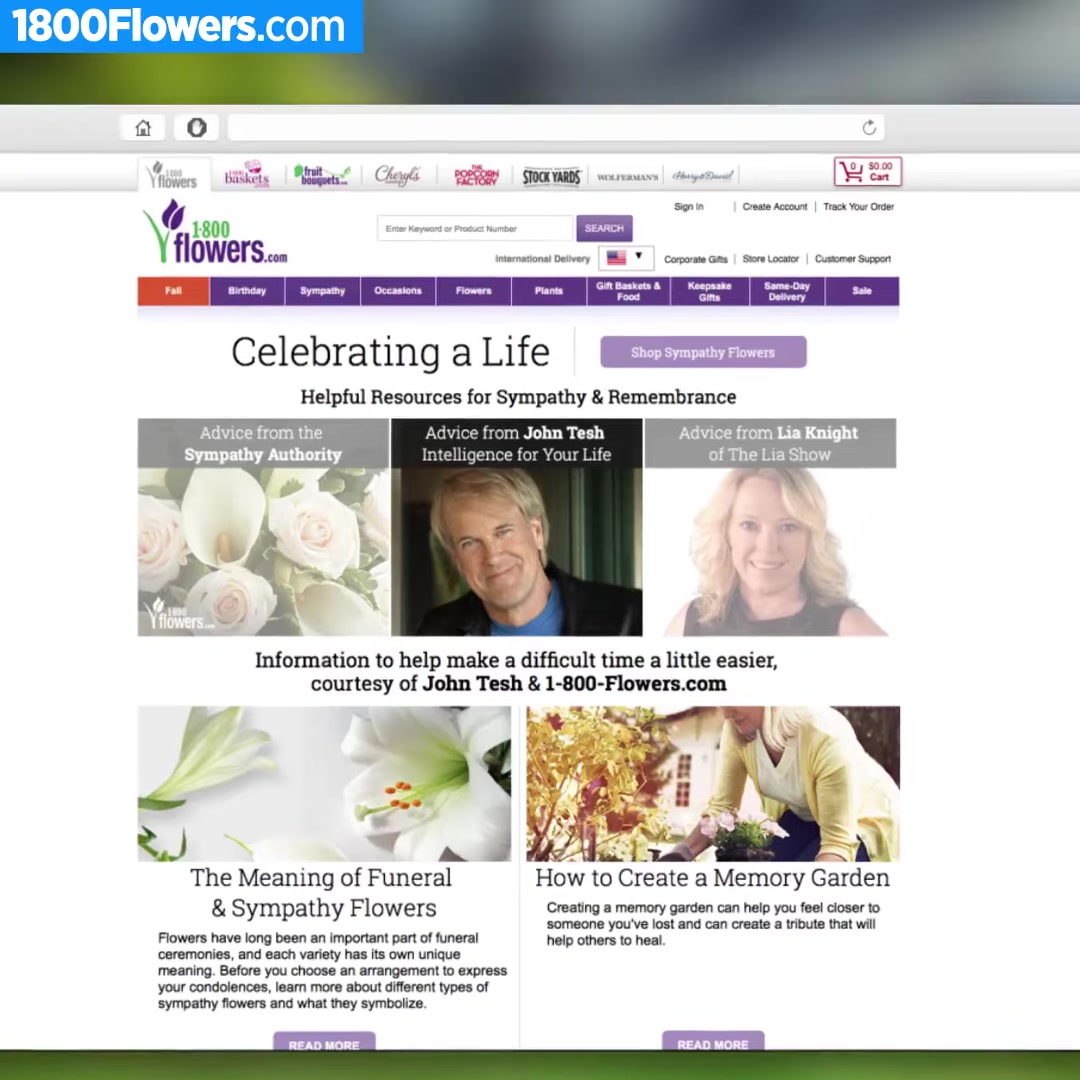 1800Flowers.com
1-800 flowers
baskets
fruit bouquets
Cheryl's
THE POPCORN FACTORY
STOCK YARDS
WOLFERMAN'S
Harry & David
0 $0.00
Cart
1-800
flowers.com
Sign In | Create Account | Track Your Order
Enter Keyword or Product Number
SEARCH
International Delivery
Corporate Gifts | Store Locator | Customer Support
Fall
Birthday
Sympathy
Occasions
Flowers
Plants
Gift Baskets & Food
Keepsake Gifts
Same-Day Delivery
Sale
Celebrating a Life
Shop Sympathy Flowers
Helpful Resources for Sympathy & Remembrance
Advice from the
Sympathy Authority
Advice from John Tesh
Intelligence for Your Life
Advice from Lia Knight
of The Lia Show
1-800
flowers.com
Information to help make a difficult time a little easier,
courtesy of John Tesh & 1-800-Flowers.com
The Meaning of Funeral
& Sympathy Flowers
Flowers have long been an important part of funeral
ceremonies, and each variety has its own unique
meaning. Before you choose an arrangement to express
your condolences, learn more about different types of
sympathy flowers and what they symbolize.
READ MORE
How to Create a Memory Garden
Creating a memory garden can help you feel closer to
someone you've lost and can create a tribute that will
help others to heal.
READ MORE